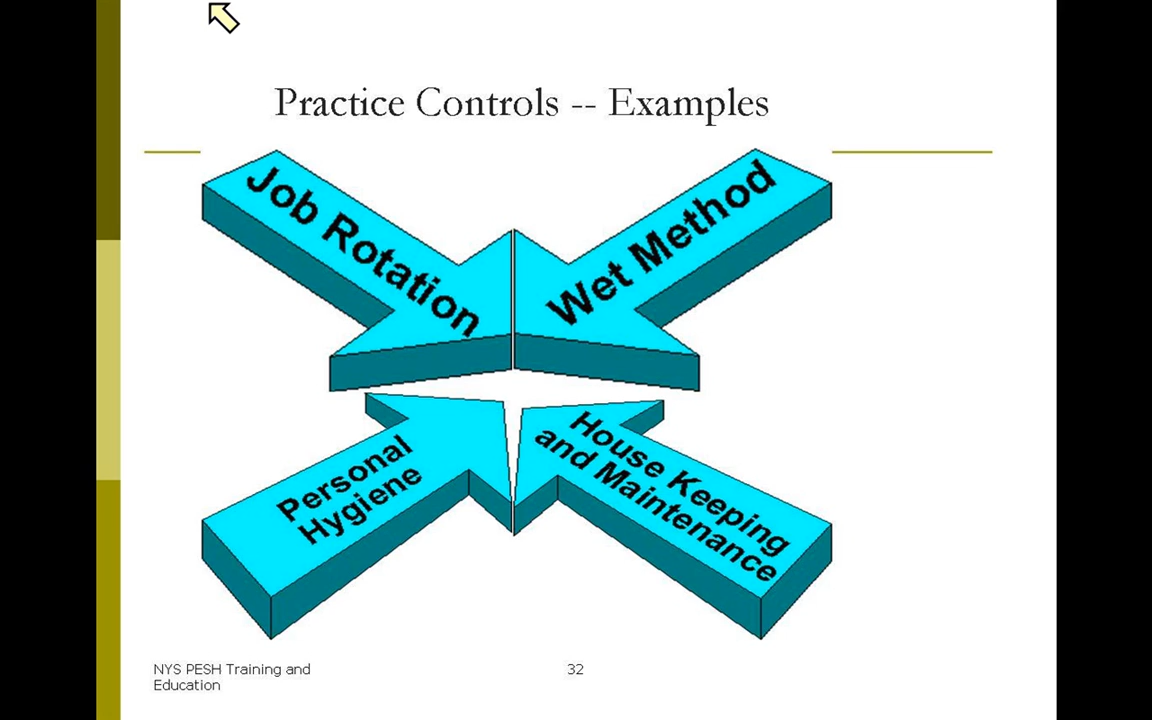 Practice Controls -- Examples
Job Rotation
Wet Method
Personal
Hygiene
House Keeping
and Maintenance
NYS PESH Training and
Education
32